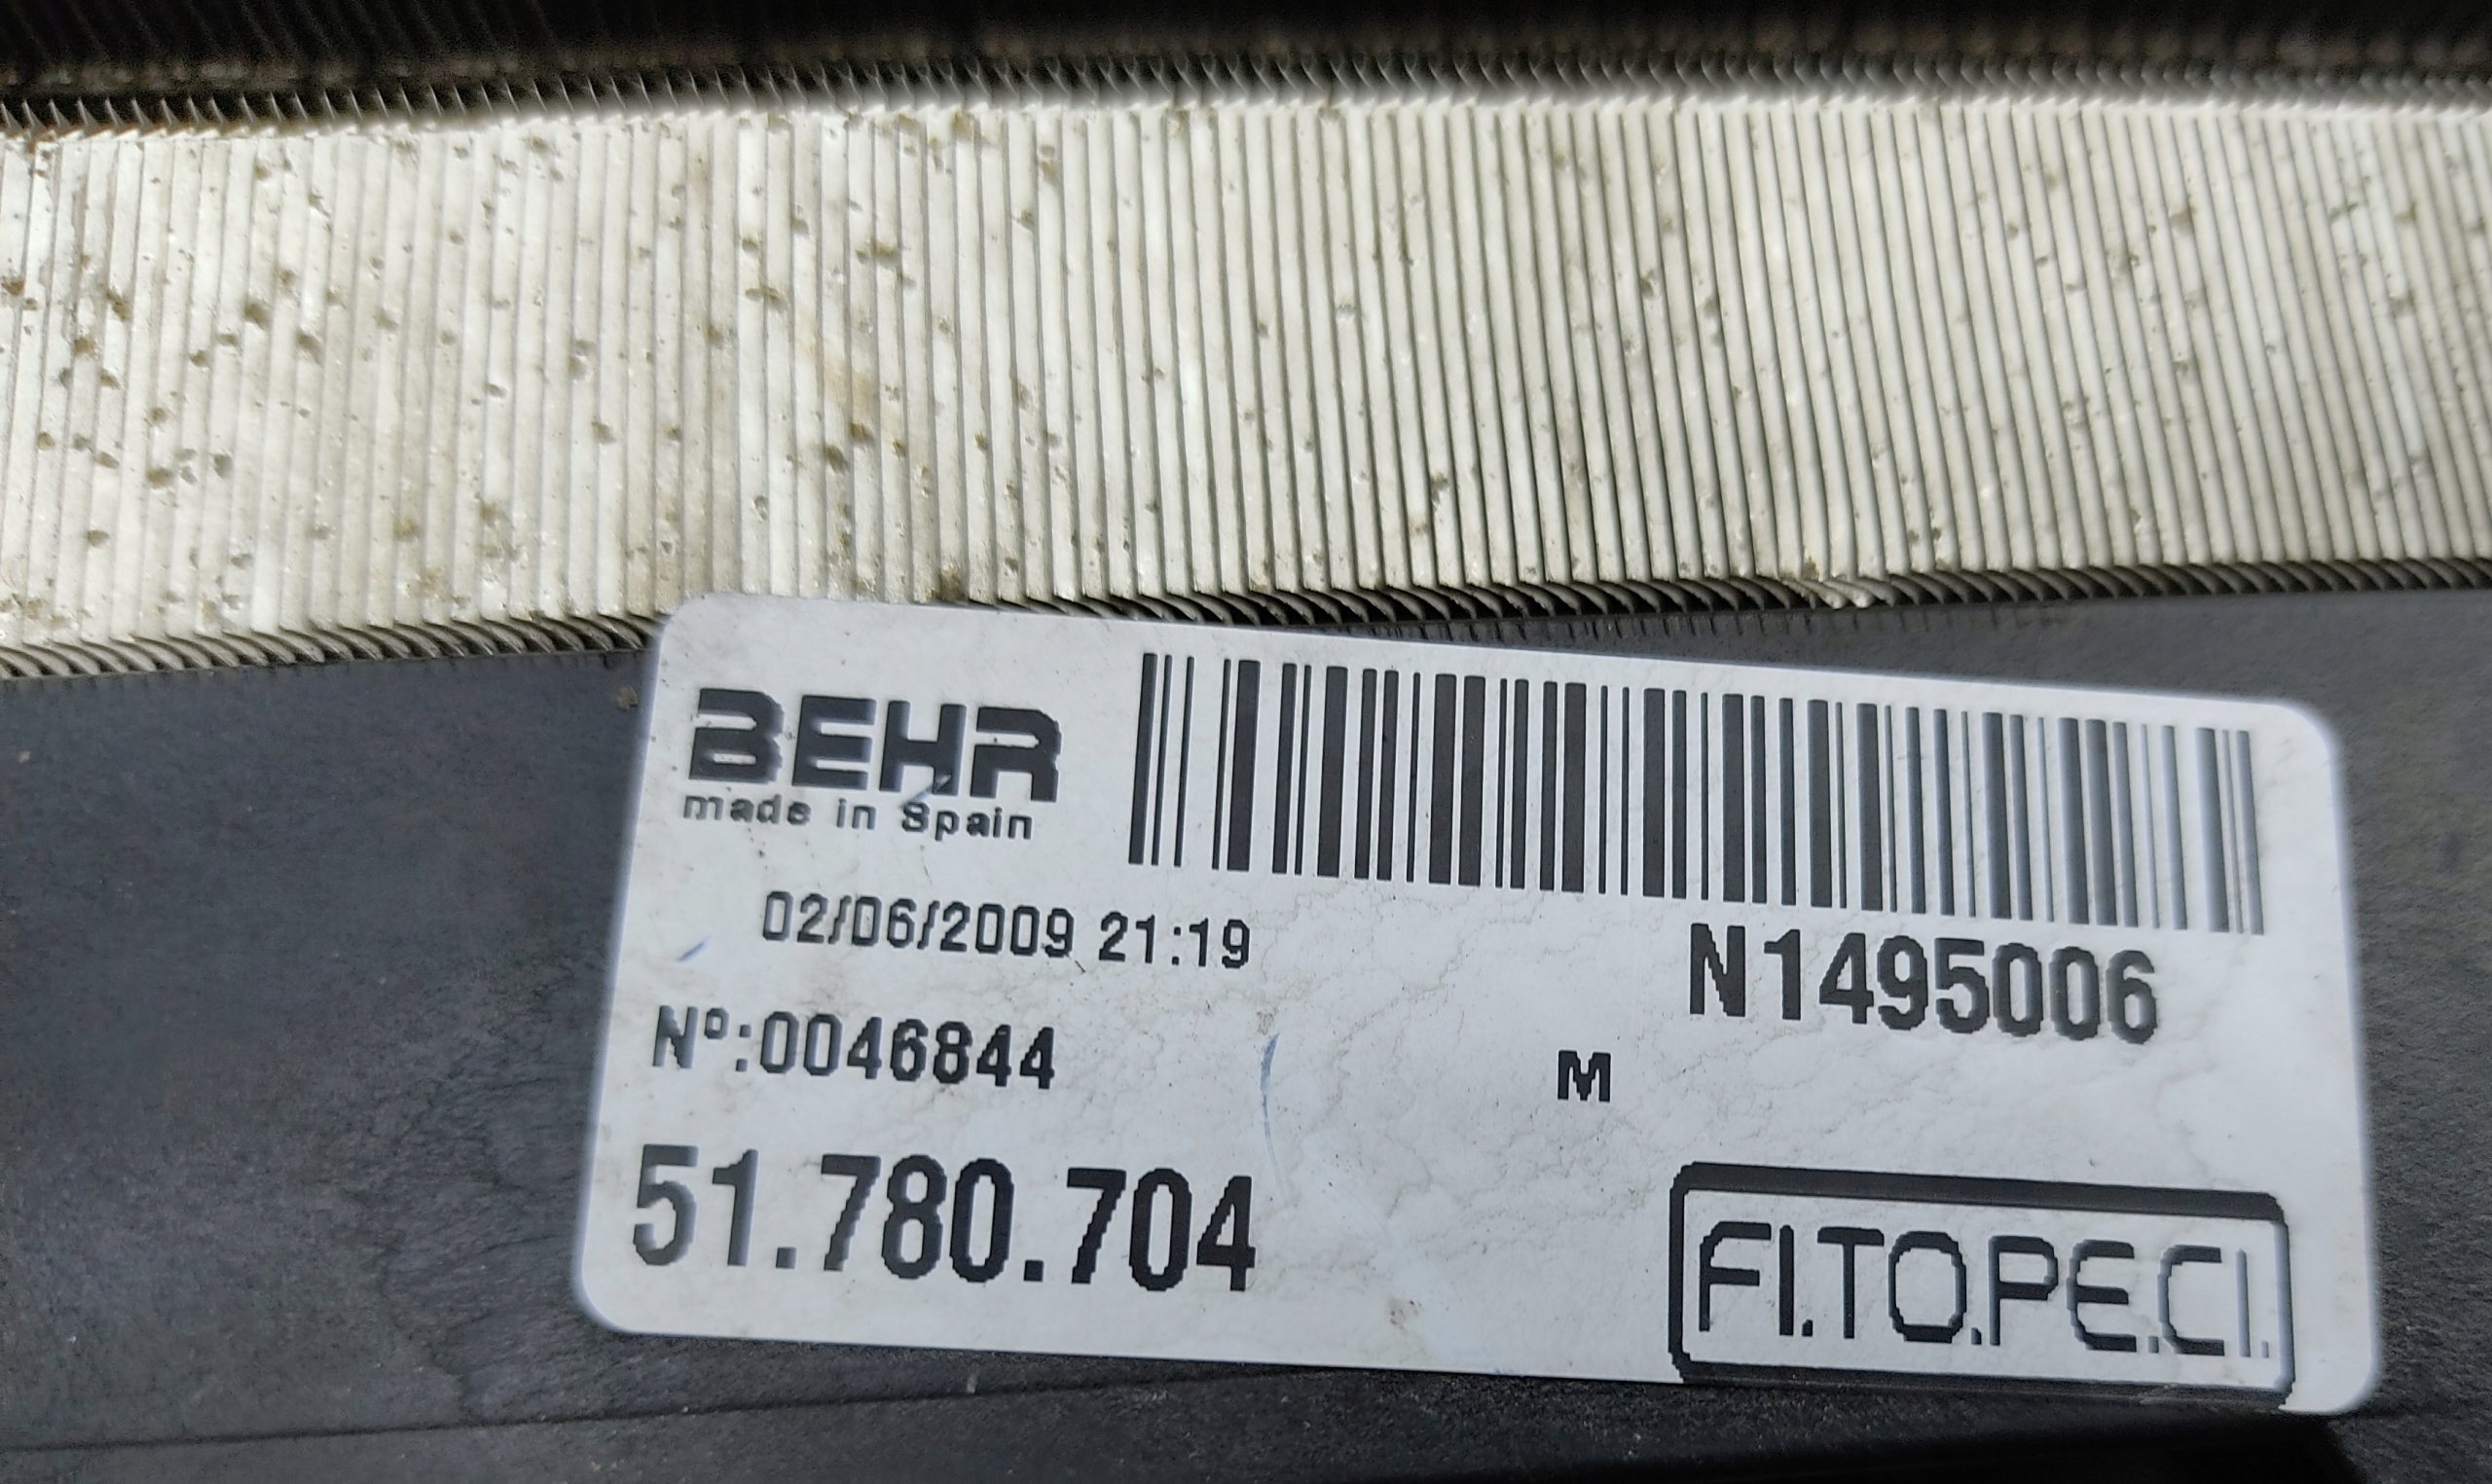 BEHR
made in Spain
02/06/2009 21:19
N1495006
Nº:0046844
M
51.780.704
FI.TO.PE.CI.